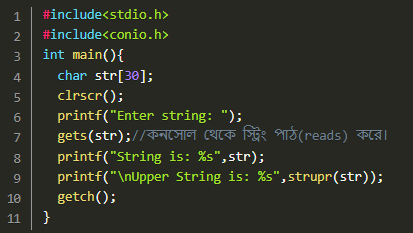 1 #include<stdio.h>
2 #include<conio.h>
3 int main(){
4 char str[30];
5 clrscr();
6 printf("Enter string: ");
7 gets(str);//কনসোল থেকে স্ট্রিং পাঠ(reads) করে।
8 printf("String is: %s",str);
9 printf("\nUpper String is: %s",strupr(str));
10 getch();
11 }